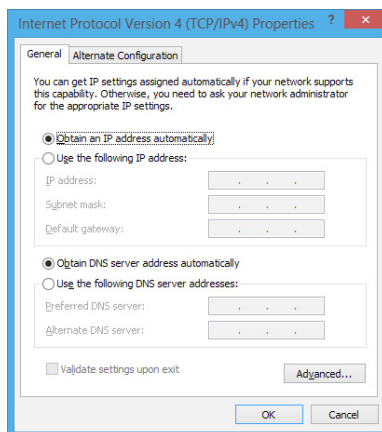 Internet Protocol Version 4 (TCP/IPv4) Properties ? ×
General Alternate Configuration
You can get IP settings assigned automatically if your network supports
this capability. Otherwise, you need to ask your network administrator
for the appropriate IP settings.
Obtain an IP address automatically
Use the following IP address:
IP address: . . .
Subnet mask: . . .
Default gateway: . . .
Obtain DNS server address automatically
Use the following DNS server addresses:
Preferred DNS server: . . .
Alternate DNS server: . . .
Validate settings upon exit
Advanced...
OK Cancel